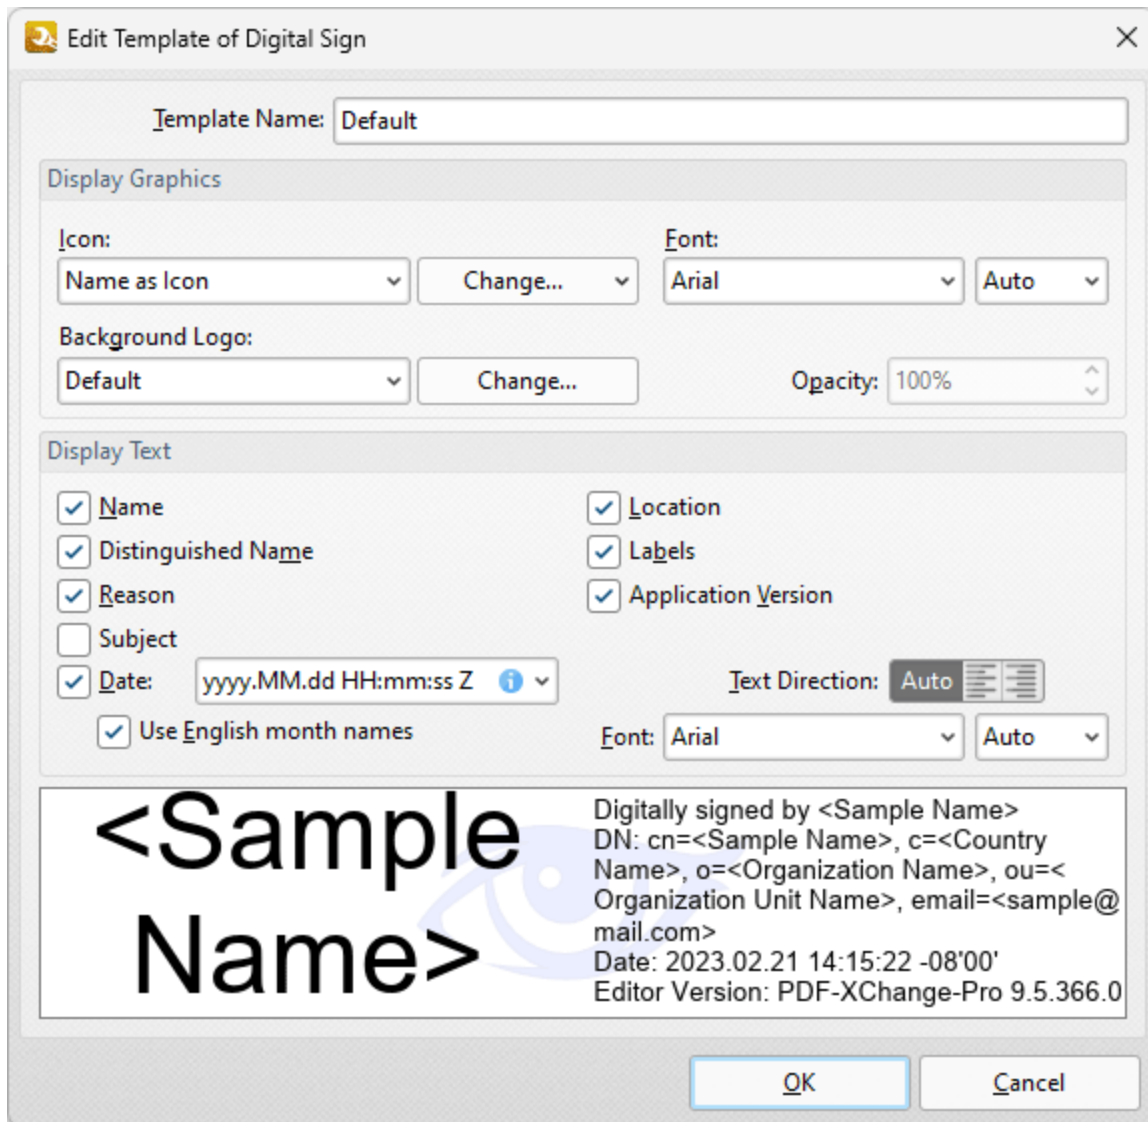 Edit Template of Digital Sign
Template Name: Default
Display Graphics
Icon: Font:
Name as Icon Change... Arial Auto
Background Logo:
Default Change... Opacity: 100%
Display Text
Name Location
Distinguished Name Labels
Reason Application Version
Subject
Date: yyyy.MM.dd HH:mm:ss Z Text Direction: Auto
Use English month names Font: Arial Auto
<Sample
Name>
Digitally signed by <Sample Name>
DN: cn=<Sample Name>, c=<Country
Name>, o=<Organization Name>, ou=<
Organization Unit Name>, email=<sample@
mail.com>
Date: 2023.02.21 14:15:22 -08'00'
Editor Version: PDF-XChange-Pro 9.5.366.0
OK Cancel